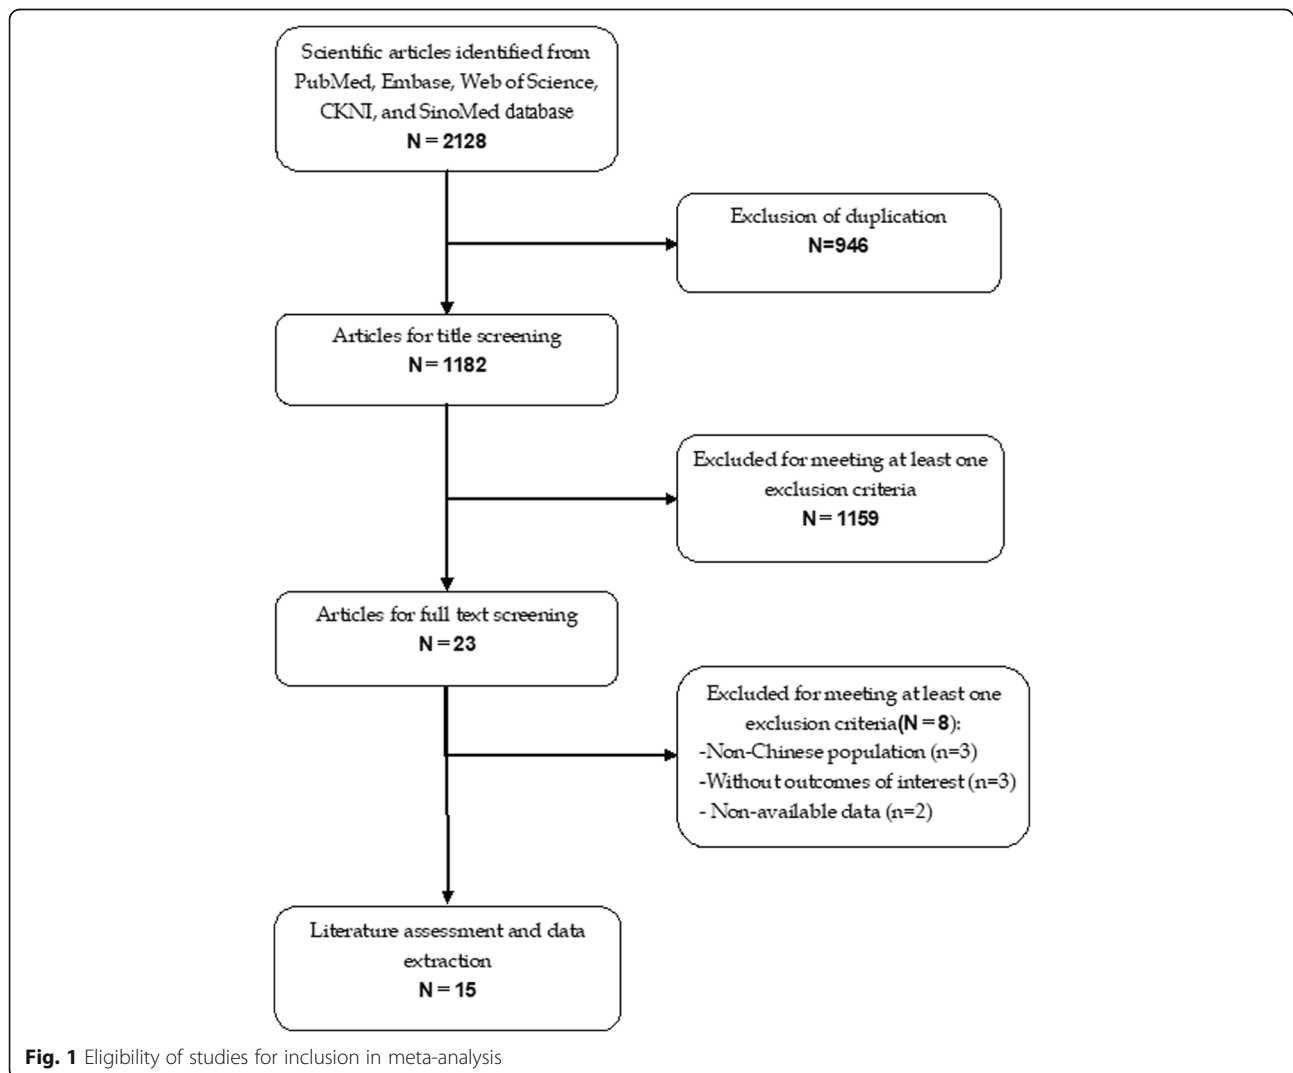 Scientific articles identified from
PubMed, Embase, Web of Science,
CKNI, and SinoMed database
N = 2128
Exclusion of duplication
N=946
Articles for title screening
N = 1182
Excluded for meeting at least one
exclusion criteria
N = 1159
Articles for full text screening
N = 23
Excluded for meeting at least one
exclusion criteria(N = 8):
-Non-Chinese population (n=3)
-Without outcomes of interest (n=3)
- Non-available data (n=2)
Literature assessment and data
extraction
N = 15
Fig. 1 Eligibility of studies for inclusion in meta-analysis